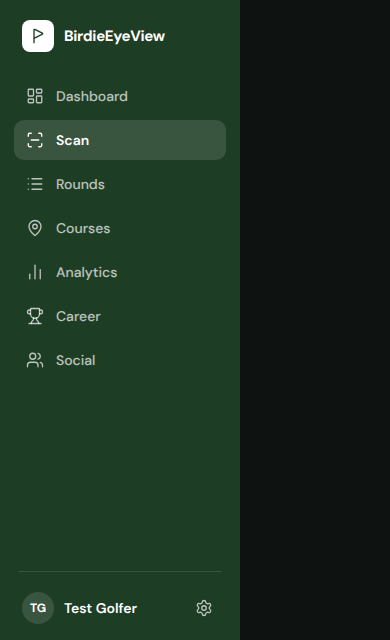 BirdieEyeView
Dashboard
Scan
Rounds
Courses
Analytics
Career
Social
TG Test Golfer